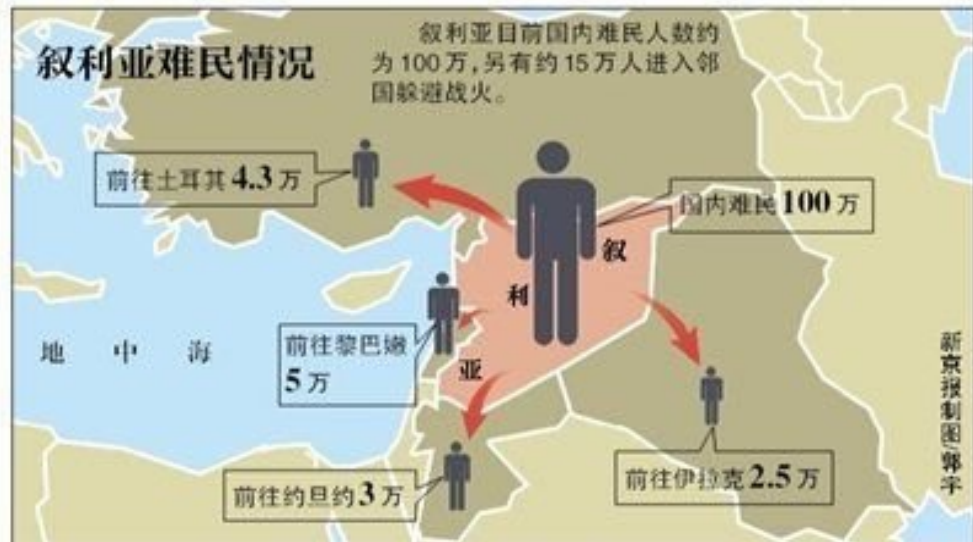 叙利亚难民情况
叙利亚目前国内难民人数约
为100万，另有约15万人进入邻
国躲避战火。
前往土耳其4.3万
国内难民100万
叙
利
亚
地中海
前往黎巴嫩
5万
前往约旦约3万
前往伊拉克2.5万
新京报制图/郭宇